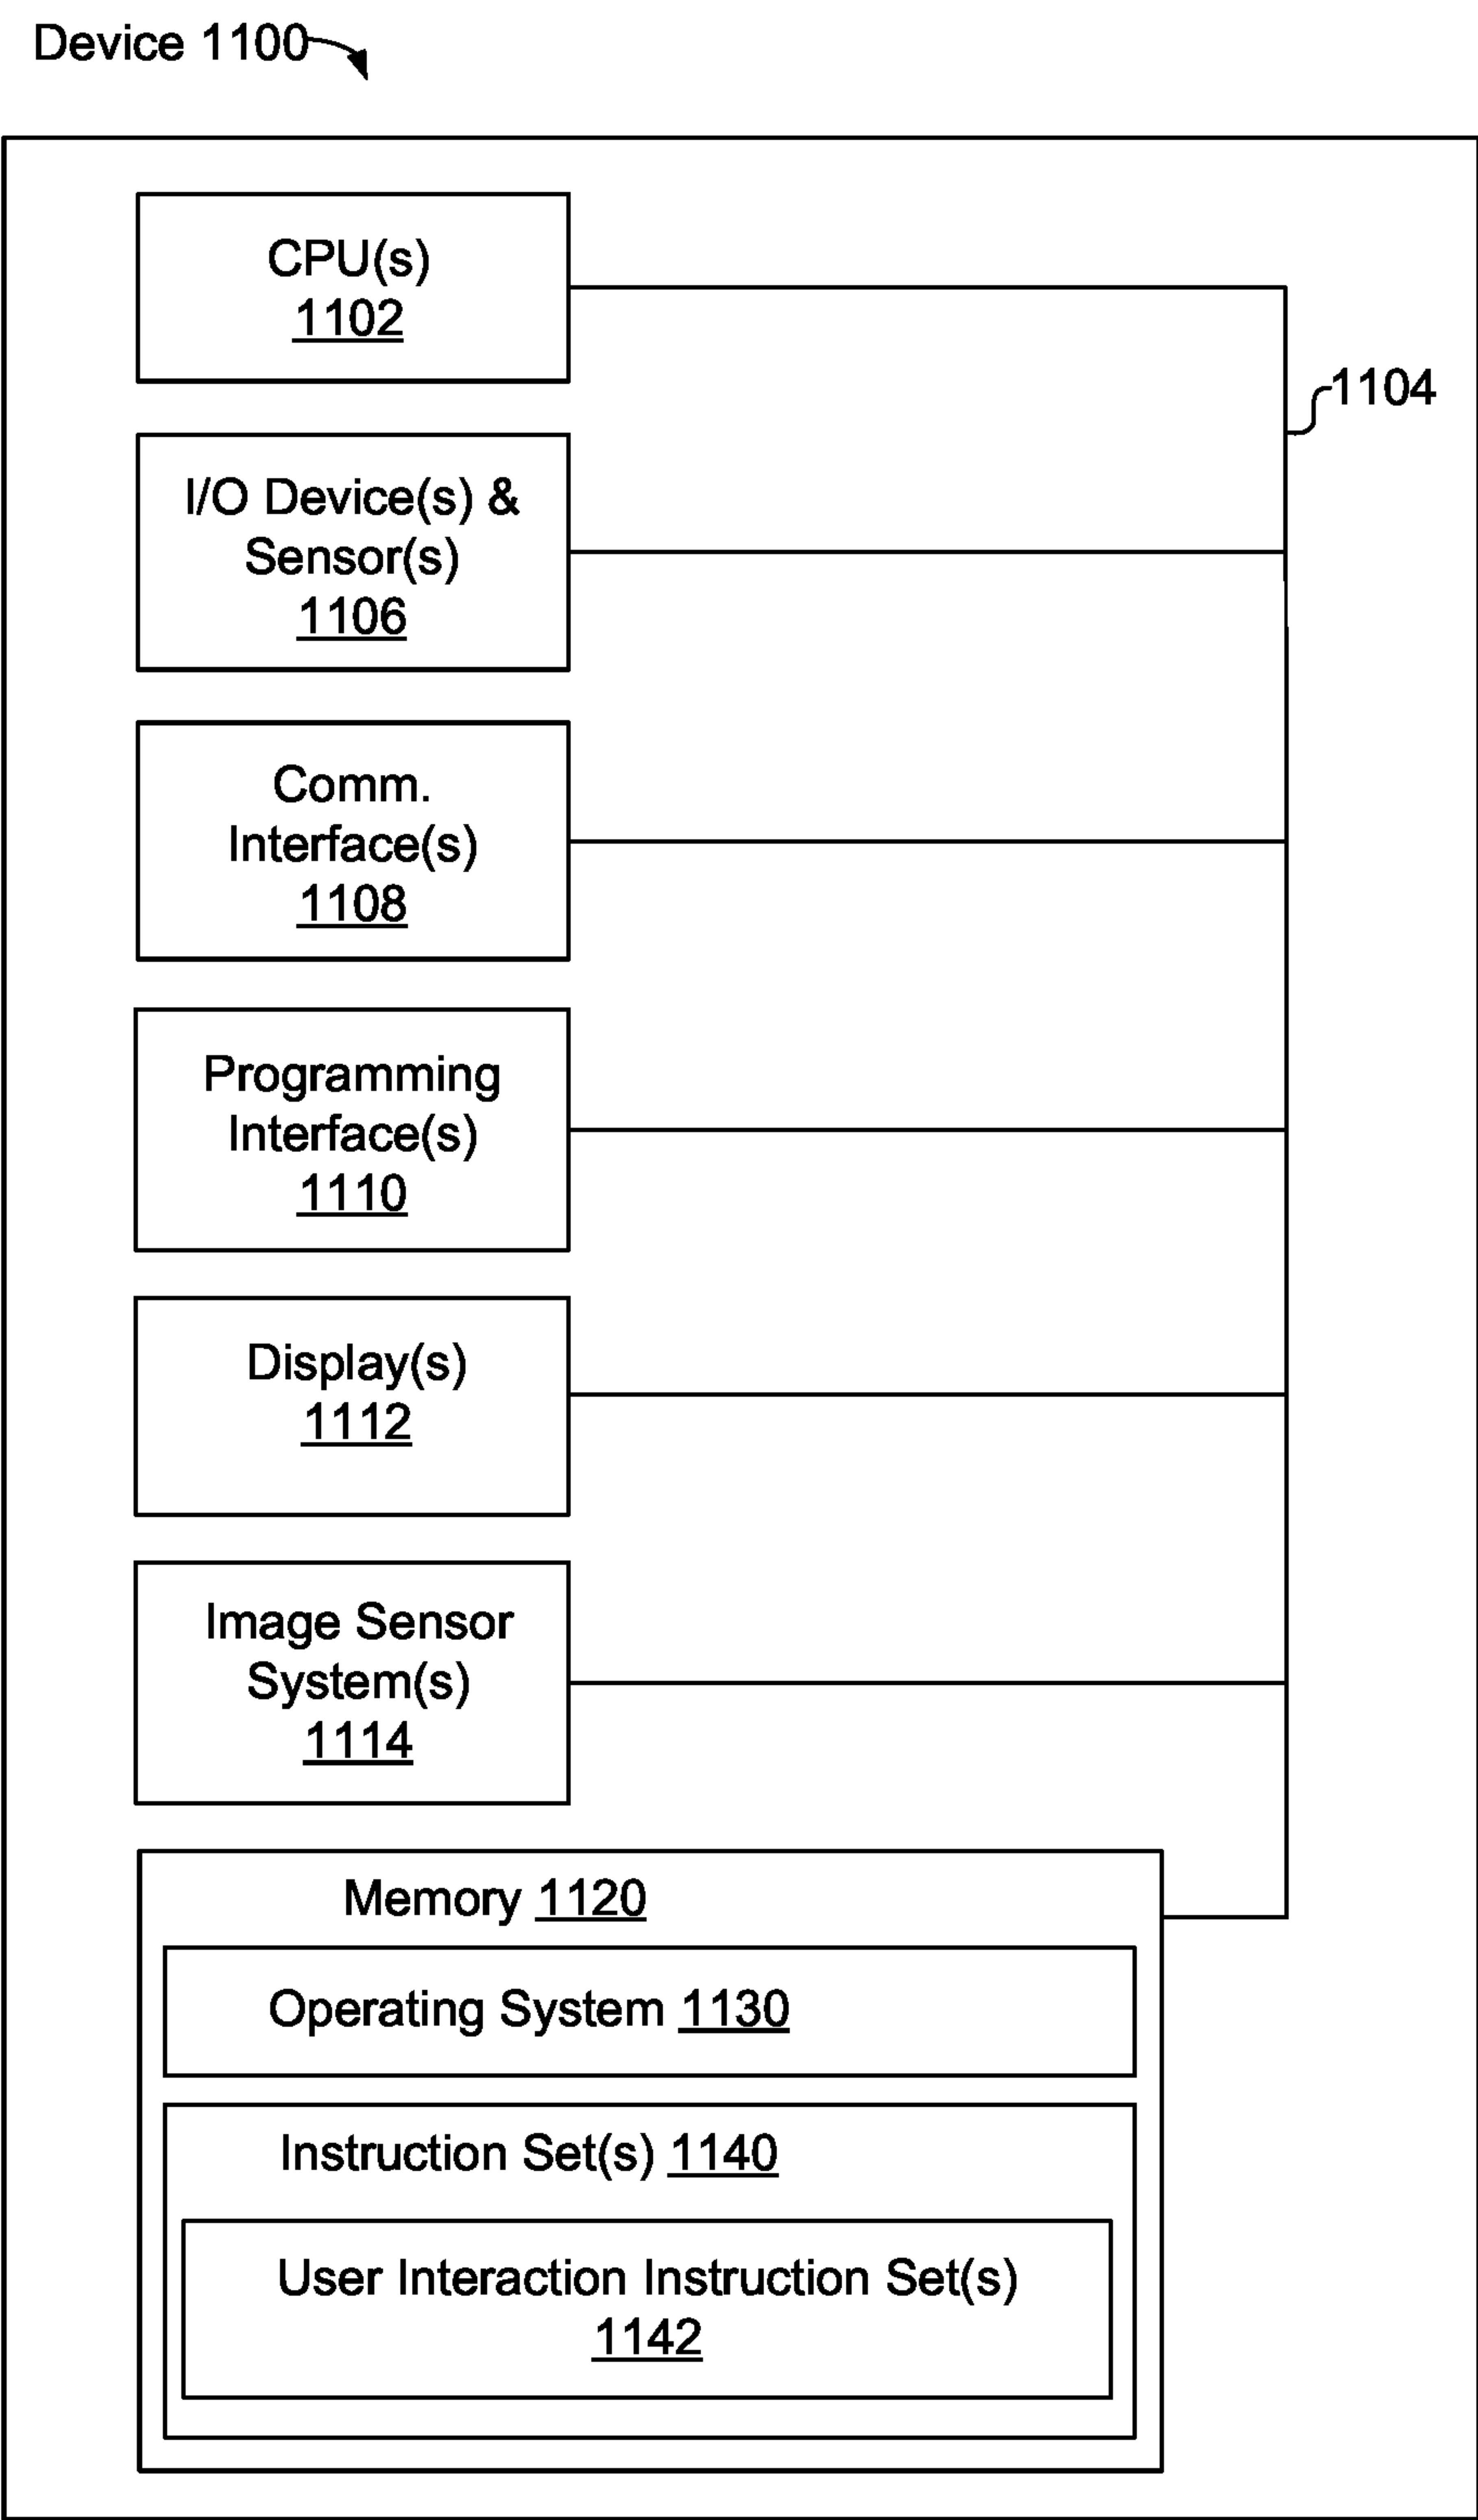 Device 1100
CPU(s)
1102
1104
I/O Device(s) &
Sensor(s)
1106
Comm.
Interface(s)
1108
Programming
Interface(s)
1110
Display(s)
1112
Image Sensor
System(s)
1114
Memory 1120
Operating System 1130
Instruction Set(s) 1140
User Interaction Instruction Set(s)
1142